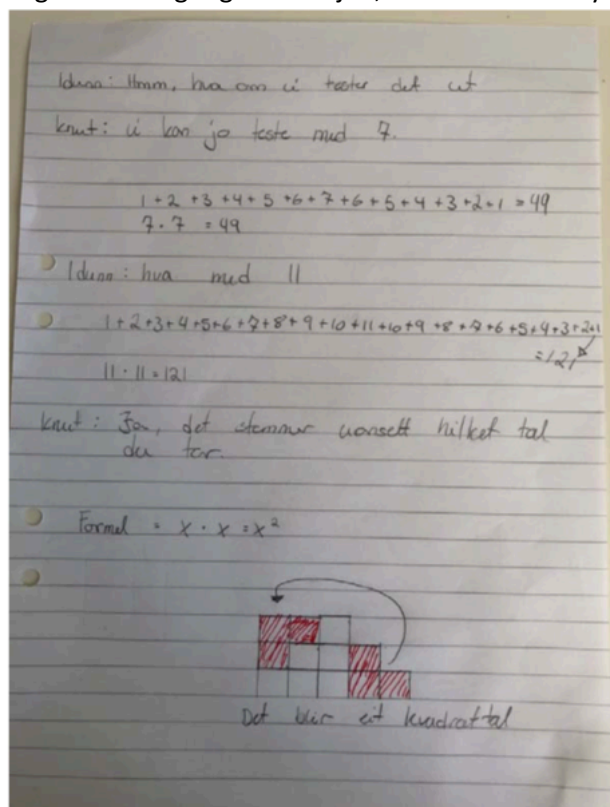 Idunn: Hmm, hva om vi tester det ut
Knut: vi kan jo teste med 7.
1+2+3+4+5+6+7+6+5+4+3+2+1=49
7·7 =49
Idunn: hva med 11
1+2+3+4+5+6+7+8+9+10+11+10+9+8+7+6+5+4+3+2+1
=121
11·11=121
Knut: Ja, det stemmer uansett hilket tal
du tar.
Formel = x·x=x²
Det blir eit kvadrattal